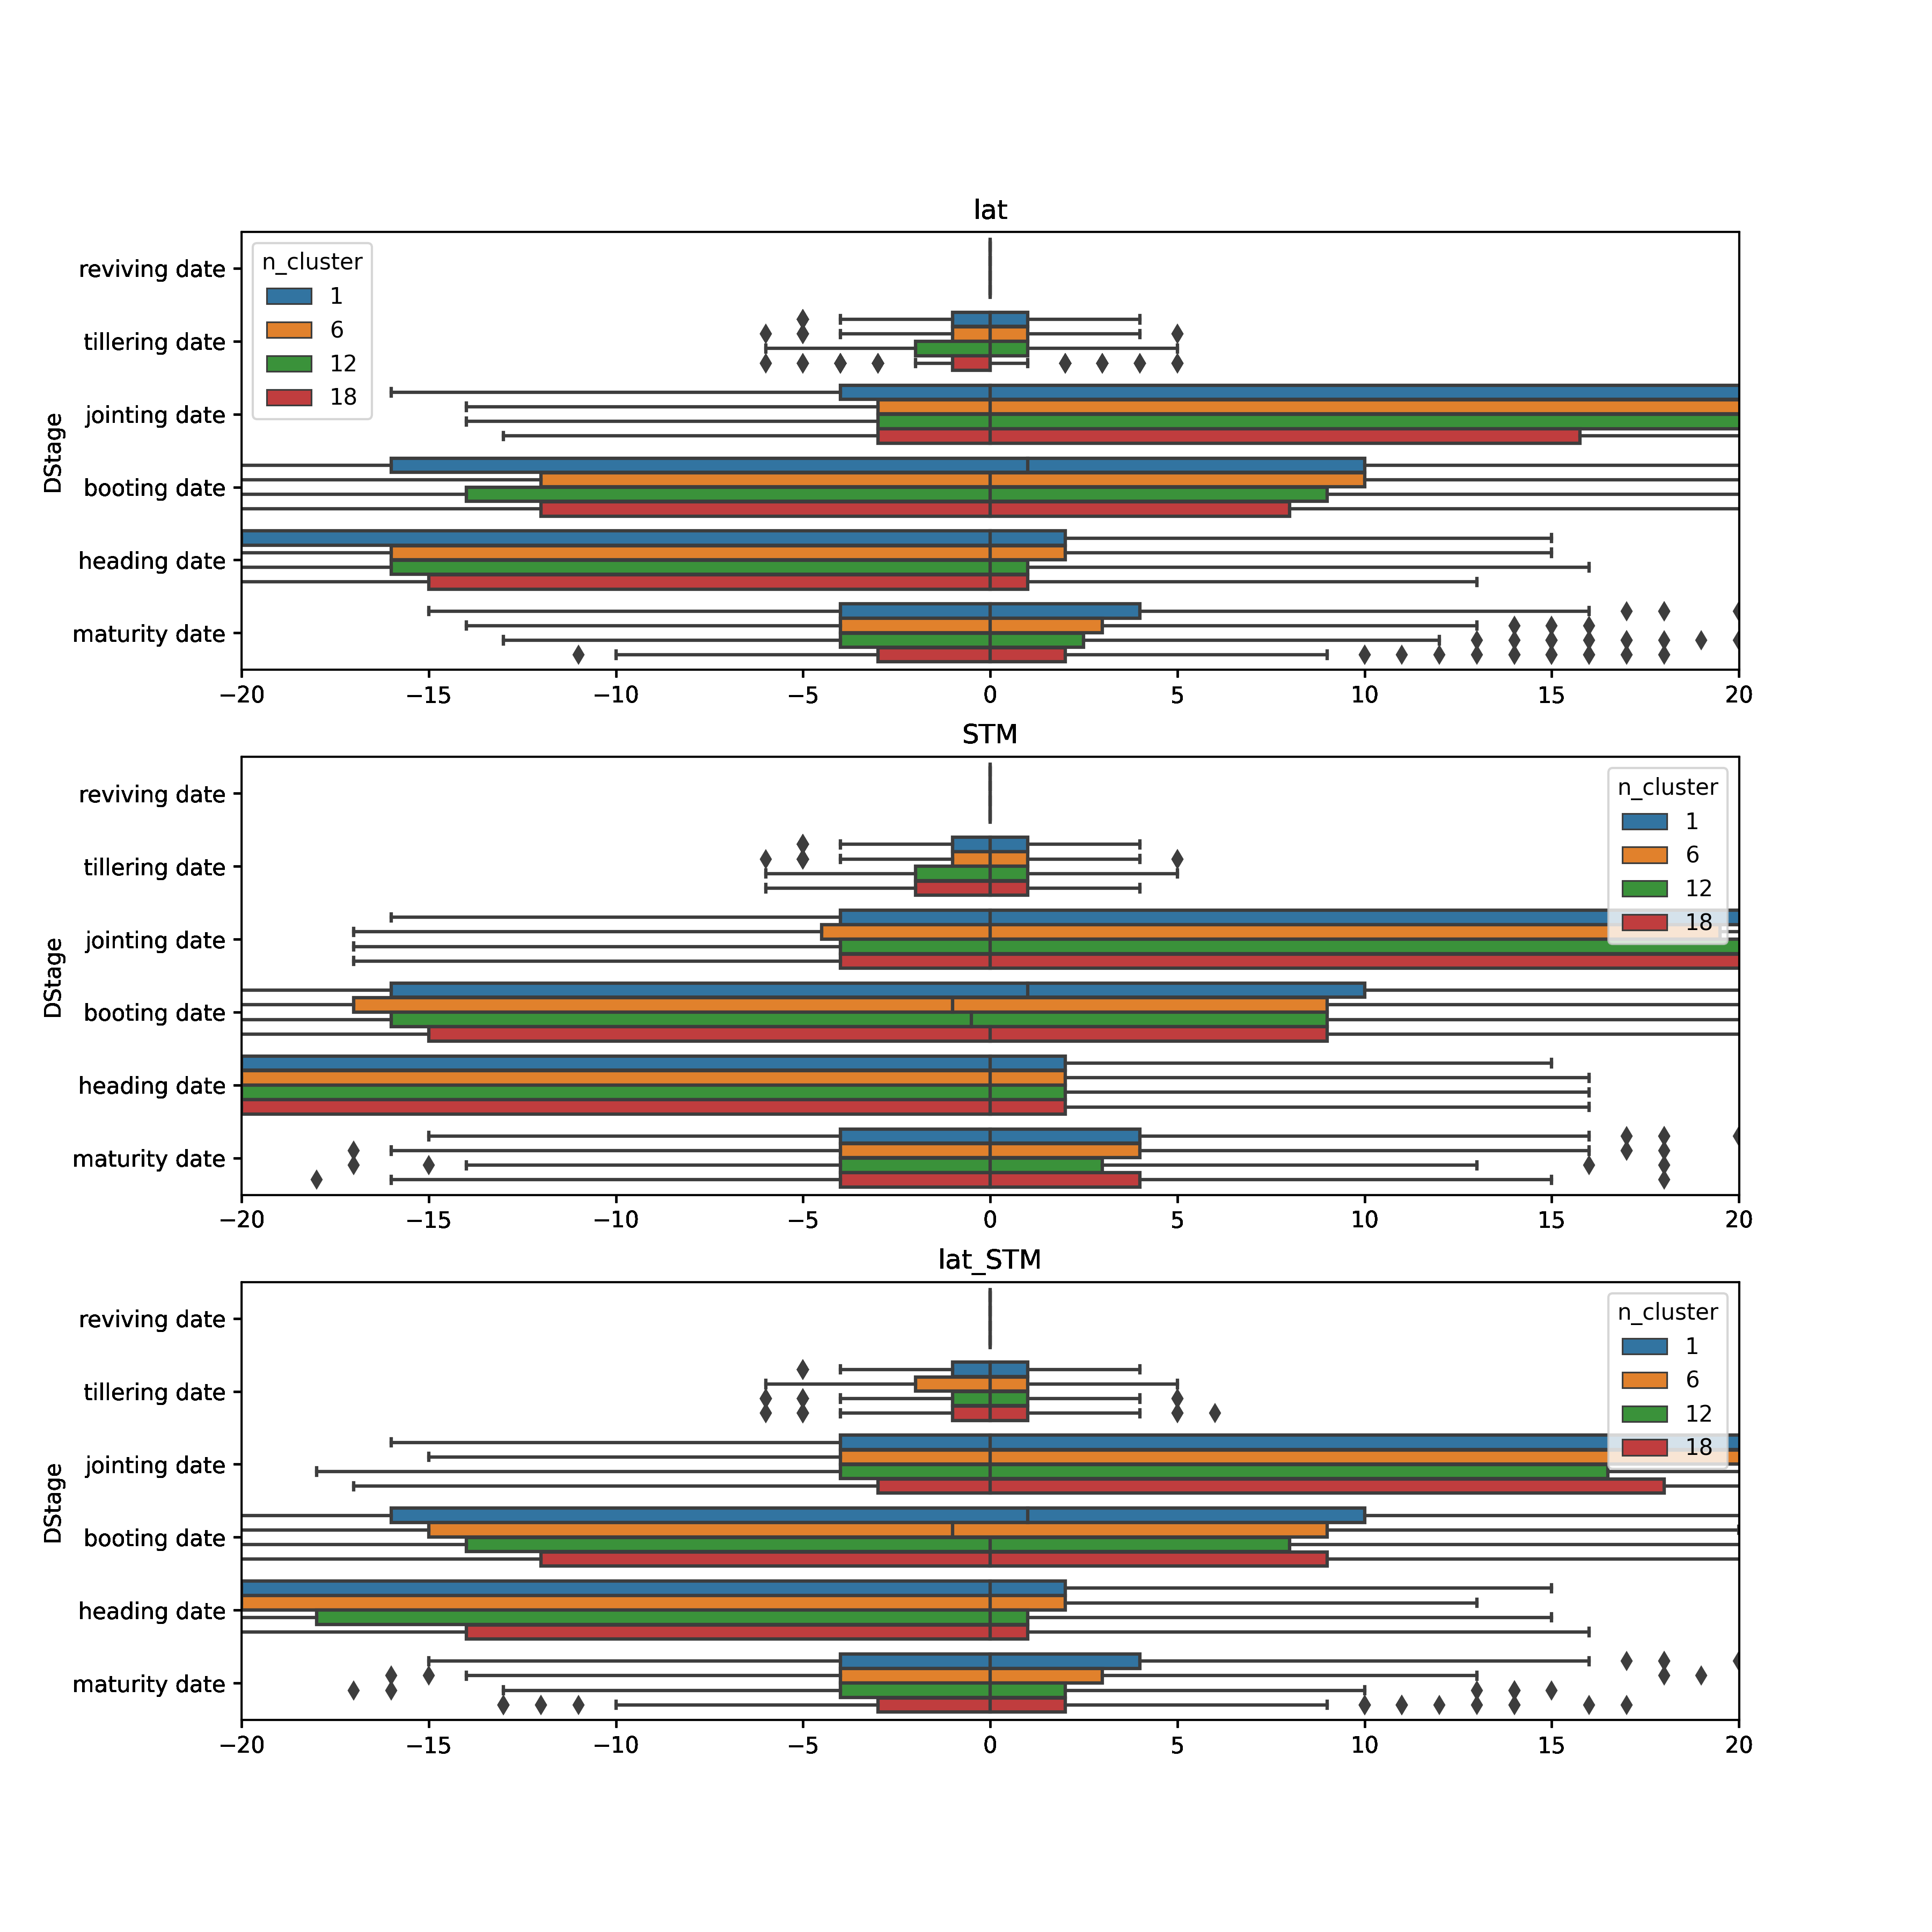 lat
n_cluster
1
6
12
18
DStage
reviving date
tillering date
jointing date
booting date
heading date
maturity date
−20 −15 −10 −5 0 5 10 15 20
STM
n_cluster
1
6
12
18
DStage
reviving date
tillering date
jointing date
booting date
heading date
maturity date
−20 −15 −10 −5 0 5 10 15 20
lat_STM
n_cluster
1
6
12
18
DStage
reviving date
tillering date
jointing date
booting date
heading date
maturity date
−20 −15 −10 −5 0 5 10 15 20